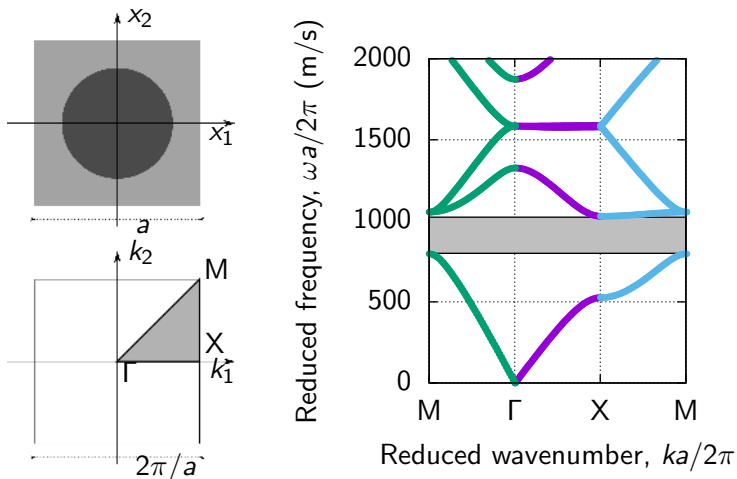 x₂
x₁
a
k₂
M
X
Γ
k₁
2π/a
Reduced frequency, ωa/2π (m/s)
2000
1500
1000
500
0
M Γ X M
Reduced wavenumber, ka/2π